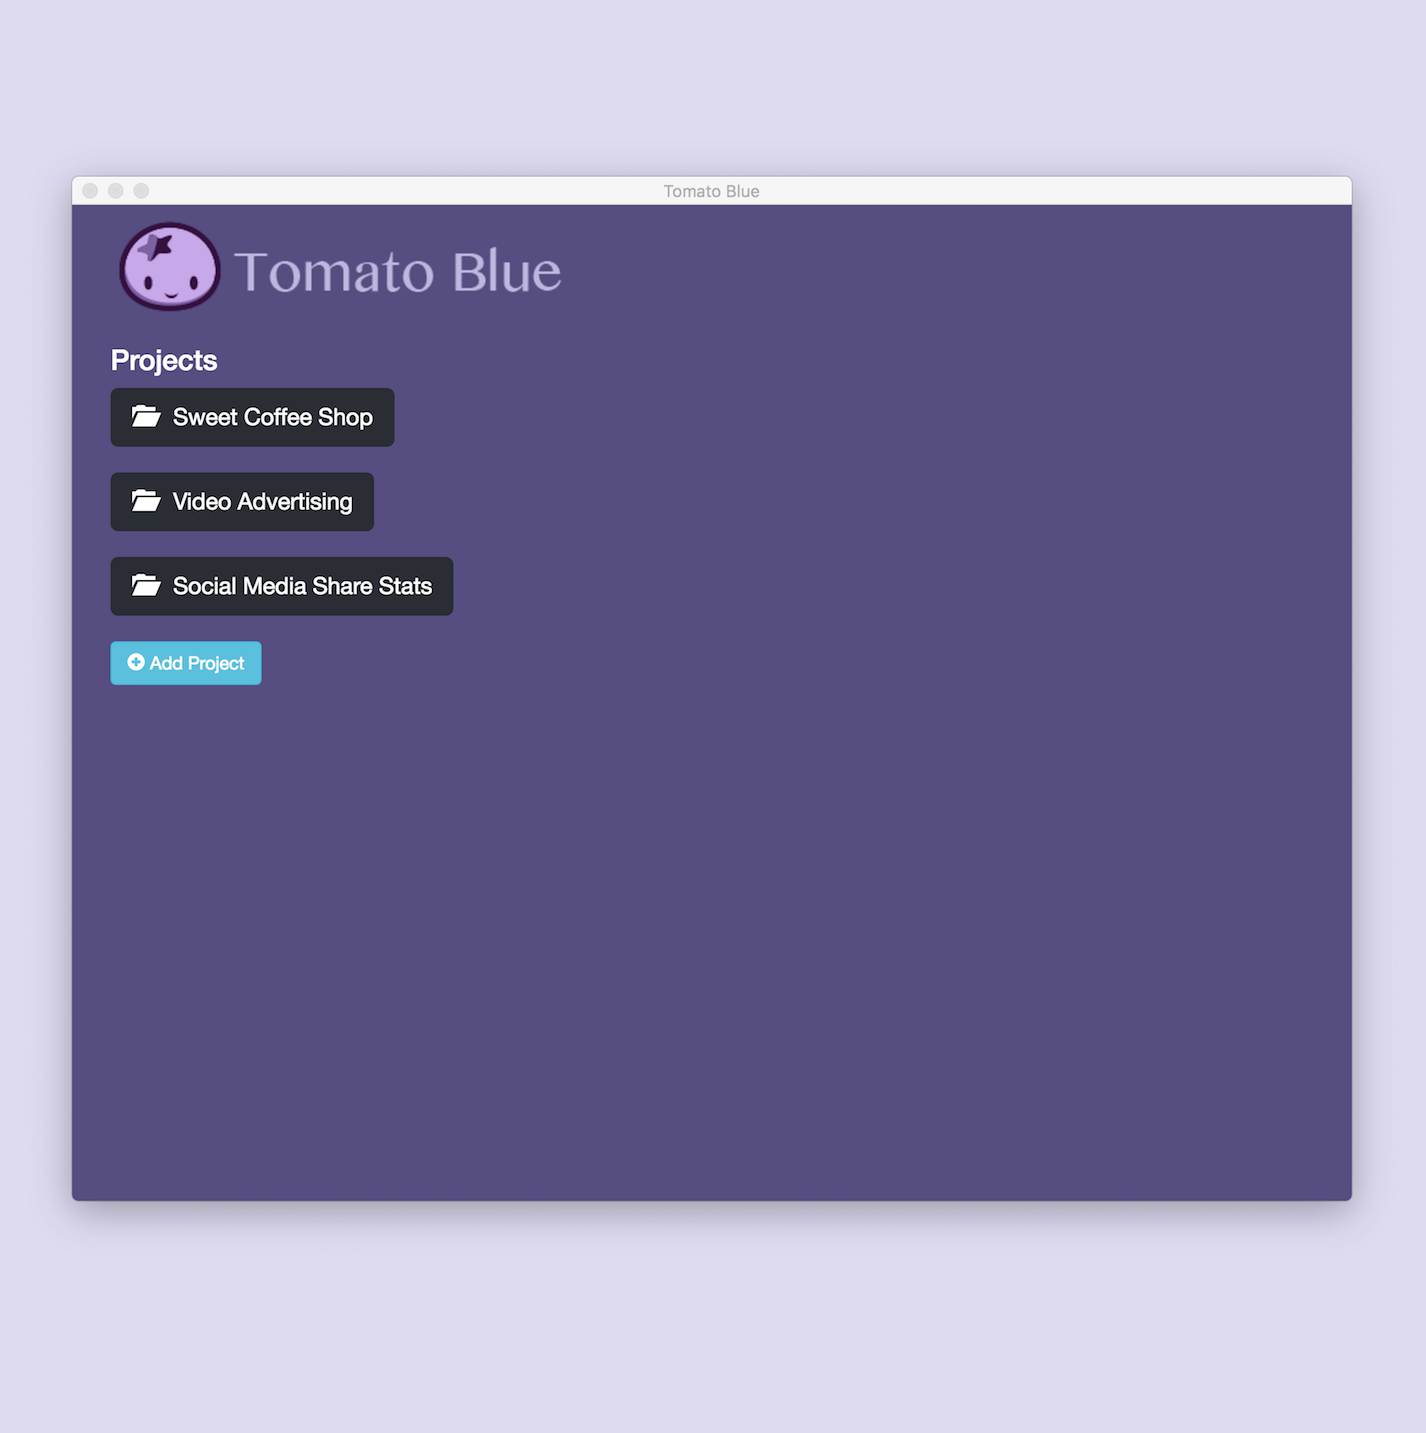 Tomato Blue
Tomato Blue
Projects
Sweet Coffee Shop
Video Advertising
Social Media Share Stats
Add Project